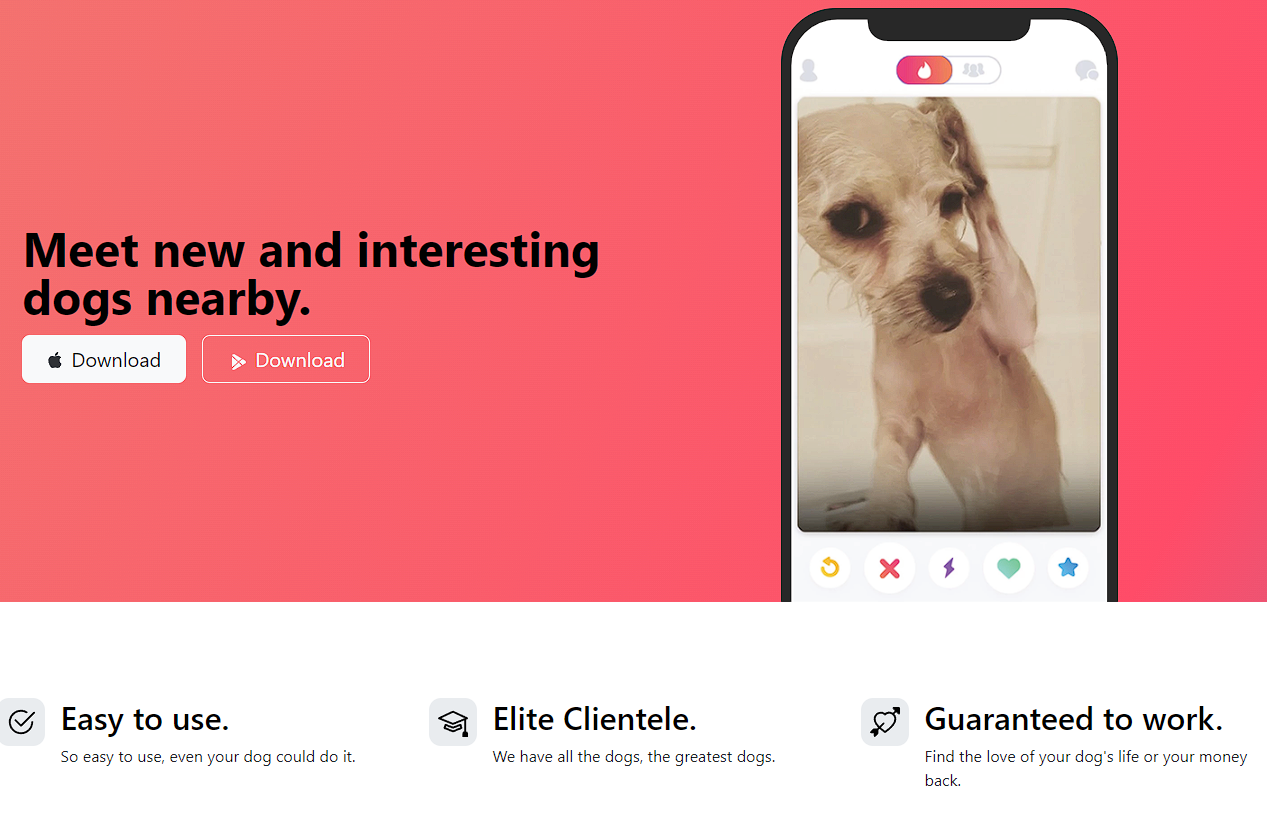 Meet new and interesting
dogs nearby.
Download
Download
Easy to use.
So easy to use, even your dog could do it.
Elite Clientele.
We have all the dogs, the greatest dogs.
Guaranteed to work.
Find the love of your dog's life or your money
back.